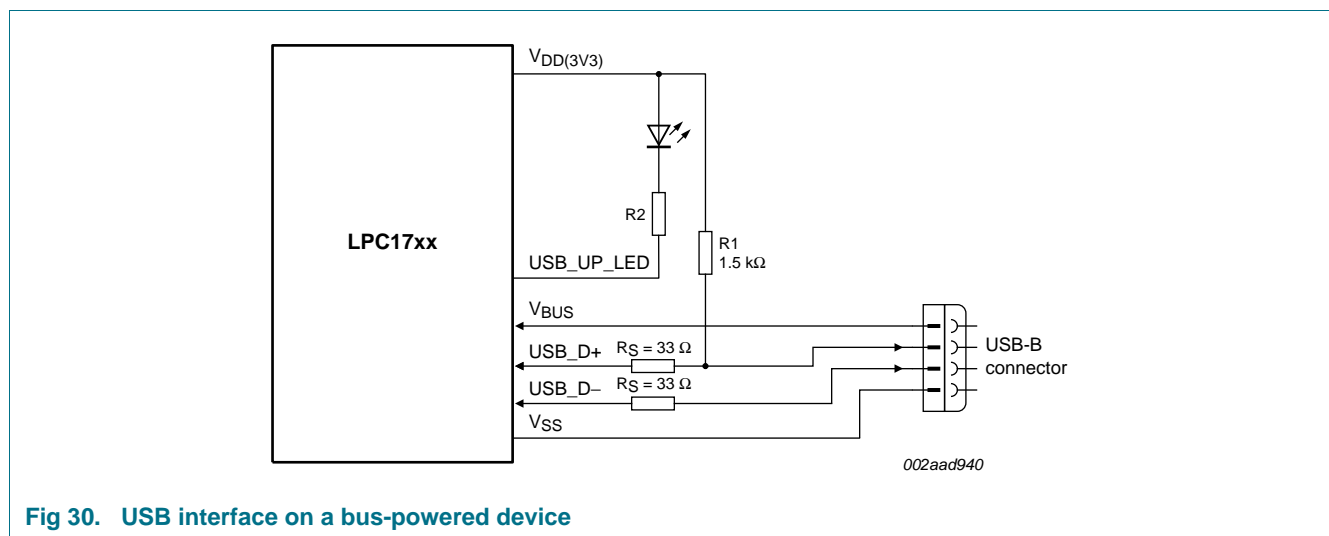 VDD(3V3)
R2
LPC17xx
R1
1.5 kΩ
USB_UP_LED
VBUS
USB_D+ RS = 33 Ω
USB-B
connector
USB_D− RS = 33 Ω
VSS
002aad940
Fig 30. USB interface on a bus-powered device